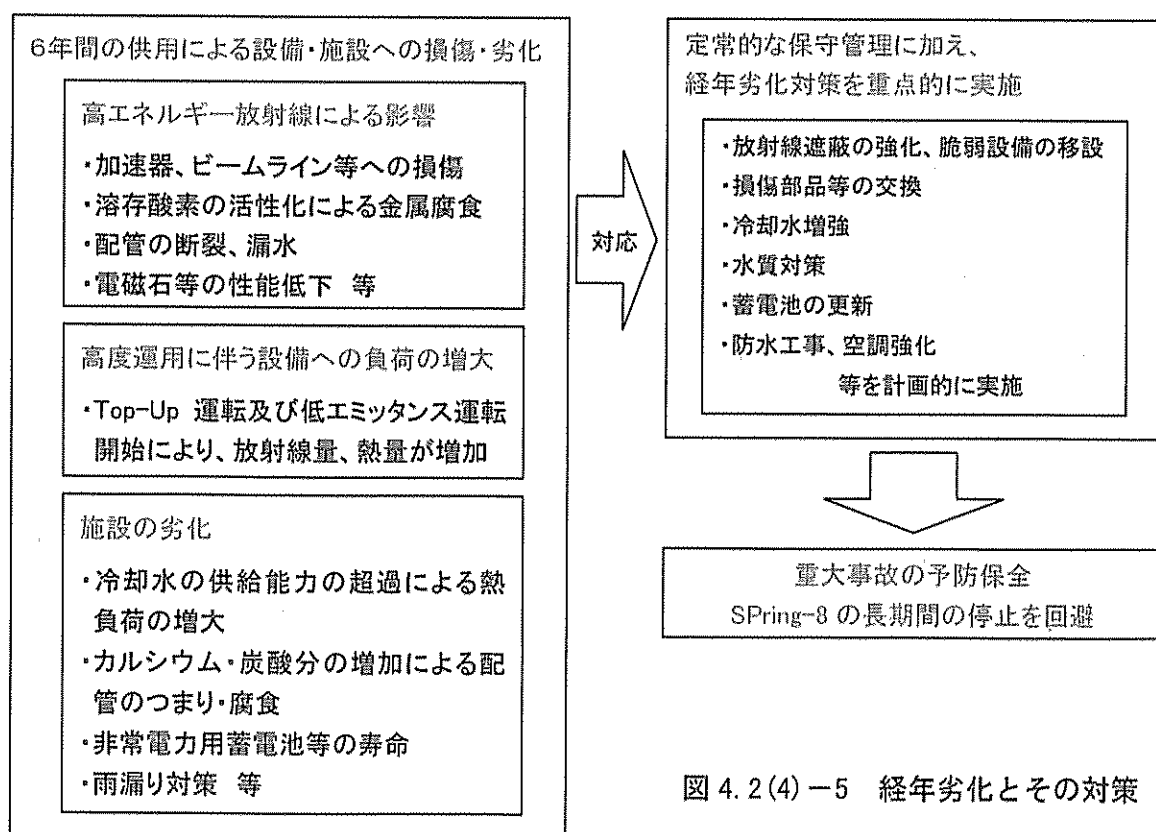 6年間の供用による設備・施設への損傷・劣化
高エネルギー放射線による影響
・加速器、ビームライン等への損傷
・溶存酸素の活性化による金属腐食
・配管の断裂、漏水
・電磁石等の性能低下 等
高度運用に伴う設備への負荷の増大
・Top-Up 運転及び低エミッタンス運転
開始により、放射線量、熱量が増加
施設の劣化
・冷却水の供給能力の超過による熱
負荷の増大
・カルシウム・炭酸分の増加による配
管のつまり・腐食
・非常電力用蓄電池等の寿命
・雨漏り対策 等
対応
定常的な保守管理に加え、
経年劣化対策を重点的に実施
・放射線遮蔽の強化、脆弱設備の移設
・損傷部品等の交換
・冷却水増強
・水質対策
・蓄電池の更新
・防水工事、空調強化
等を計画的に実施
重大事故の予防保全
SPring-8 の長期間の停止を回避
図 4.2(4)－5 経年劣化とその対策